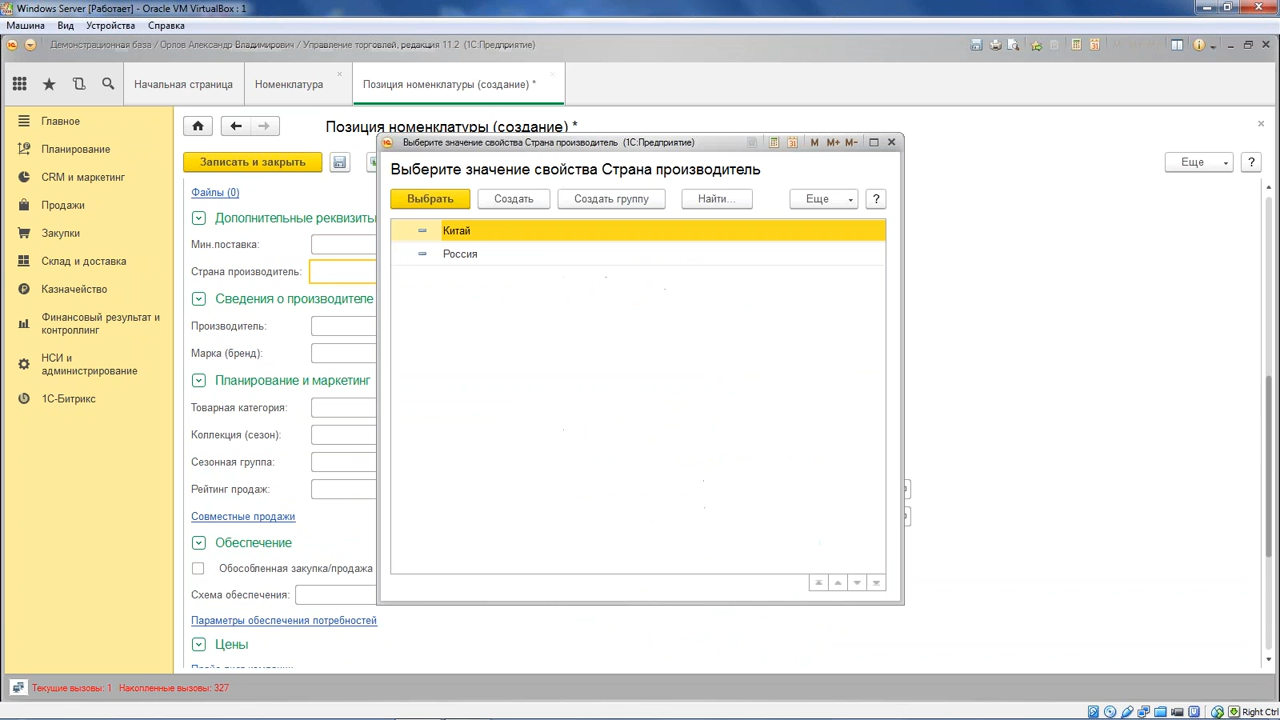 Windows Server [Работает] - Oracle VM VirtualBox : 1
Машина Вид Устройства Справка
Демонстрационная база / Орлов Александр Владимирович / Управление торговлей, редакция 11.2 (1С:Предприятие)
M M+ M-
Начальная страница
Номенклатура
Позиция номенклатуры (создание) *
Главное
Планирование
CRM и маркетинг
Продажи
Закупки
Склад и доставка
Казначейство
Финансовый результат и
контроллинг
НСИ и
администрирование
1С-Битрикс
Позиция номенклатуры (создание) *
Записать и закрыть
Еще
?
Файлы (0)
Дополнительные реквизиты
Мин.поставка:
Страна производитель:
Сведения о производителе
Производитель:
Марка (бренд):
Планирование и маркетинг
Товарная категория:
Коллекция (сезон):
Сезонная группа:
Рейтинг продаж:
Совместные продажи
Обеспечение
Обособленная закупка/продажа
Схема обеспечения:
Параметры обеспечения потребностей
Цены
Выберите значение свойства Страна производитель (1С:Предприятие)
M M+ M-
Выберите значение свойства Страна производитель
Выбрать
Создать
Создать группу
Найти...
Еще
?
Китай
Россия
Текущие вызовы: 1 Накопленные вызовы: 327
Right Ctrl